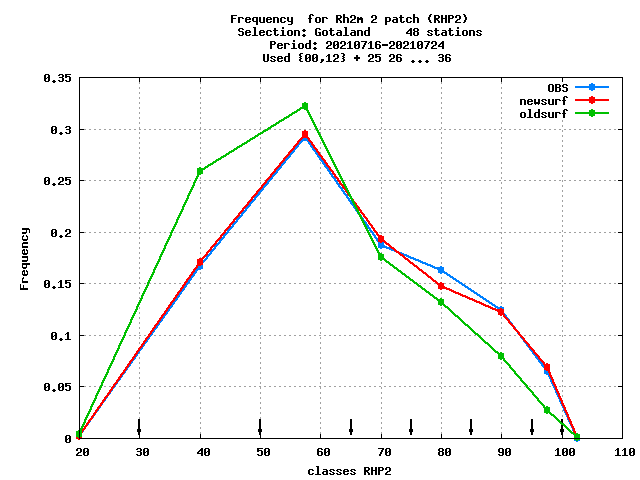 Frequency  for Rh2m 2 patch (RHP2)
Selection: Gotaland     48 stations
Period: 20210716-20210724
Used {00,12} + 25 26 ... 36
0.35
0.3
0.25
0.2
0.15
0.1
0.05
0
Frequency
OBS
newsurf
oldsurf
20 30 40 50 60 70 80 90 100 110
classes RHP2